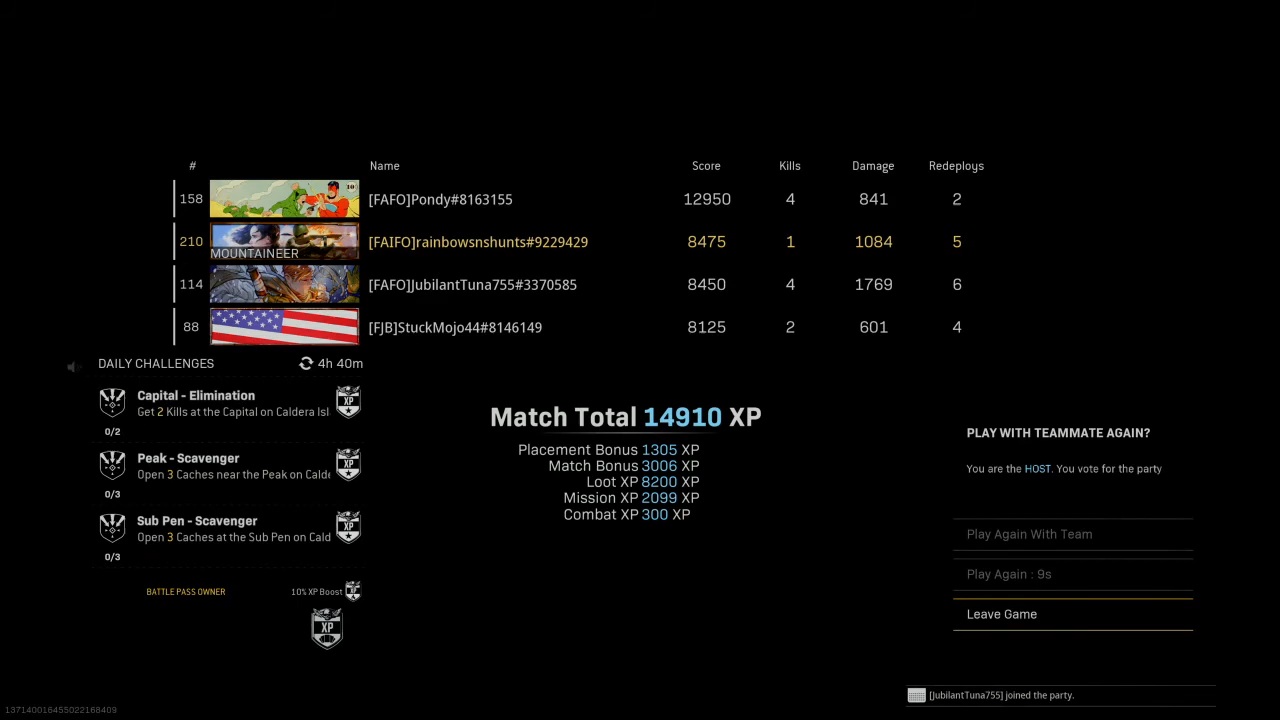 # Name Score Kills Damage Redeploys
158 [FAFO]Pondy#8163155 12950 4 841 2
210 MOUNTAINEER [FAIFO]rainbowsnshunts#9229429 8475 1 1084 5
114 [FAFO]JubilantTuna755#3370585 8450 4 1769 6
88 [FJB]StuckMojo44#8146149 8125 2 601 4
DAILY CHALLENGES 4h 40m
Capital - Elimination
Get 2 Kills at the Capital on Caldera Isl
XP
0/2
Peak - Scavenger
Open 3 Caches near the Peak on Calde
XP
0/3
Sub Pen - Scavenger
Open 3 Caches at the Sub Pen on Cald
XP
0/3
BATTLE PASS OWNER 10% XP Boost XP
XP
Match Total 14910 XP
Placement Bonus 1305 XP
Match Bonus 3006 XP
Loot XP 8200 XP
Mission XP 2099 XP
Combat XP 300 XP
PLAY WITH TEAMMATE AGAIN?
You are the HOST. You vote for the party
Play Again With Team
Play Again : 9s
Leave Game
[JubilantTuna755] joined the party.
13714001645502216840​9